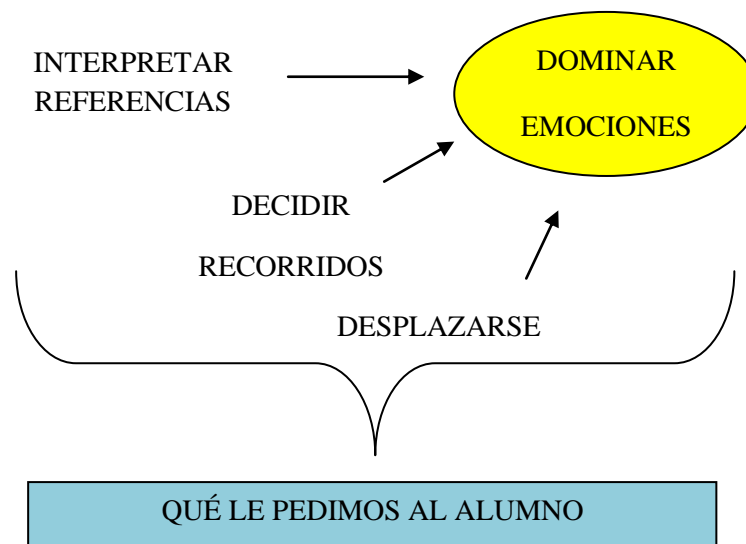 INTERPRETAR
REFERENCIAS
DOMINAR
EMOCIONES
DECIDIR
RECORRIDOS
DESPLAZARSE
QUÉ LE PEDIMOS AL ALUMNO